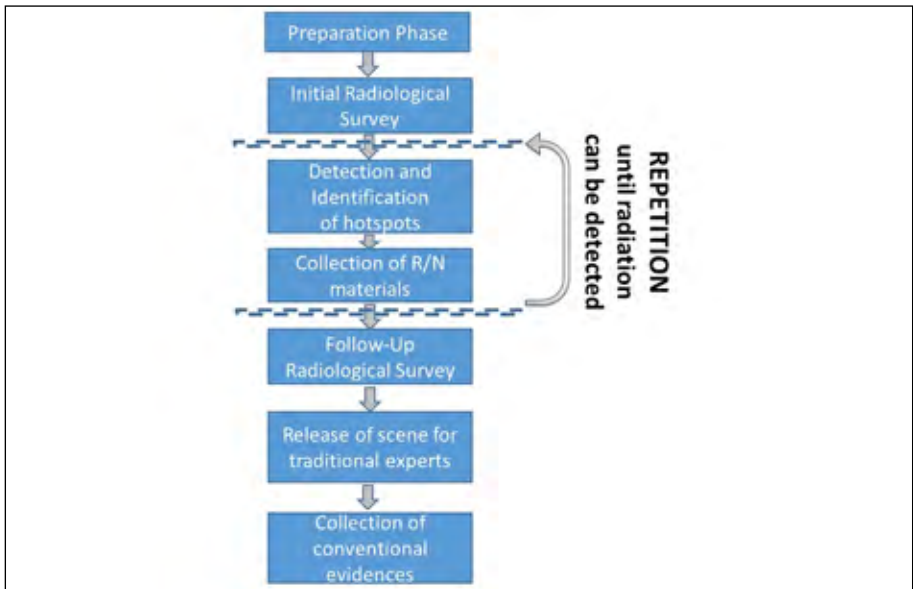 Preparation Phase
Initial Radiological
Survey
Detection and
Identification
of hotspots
Collection of R/N
materials
Follow-Up
Radiological Survey
Release of scene for
traditional experts
Collection of
conventional
evidences
REPETITION
until radiation
can be detected